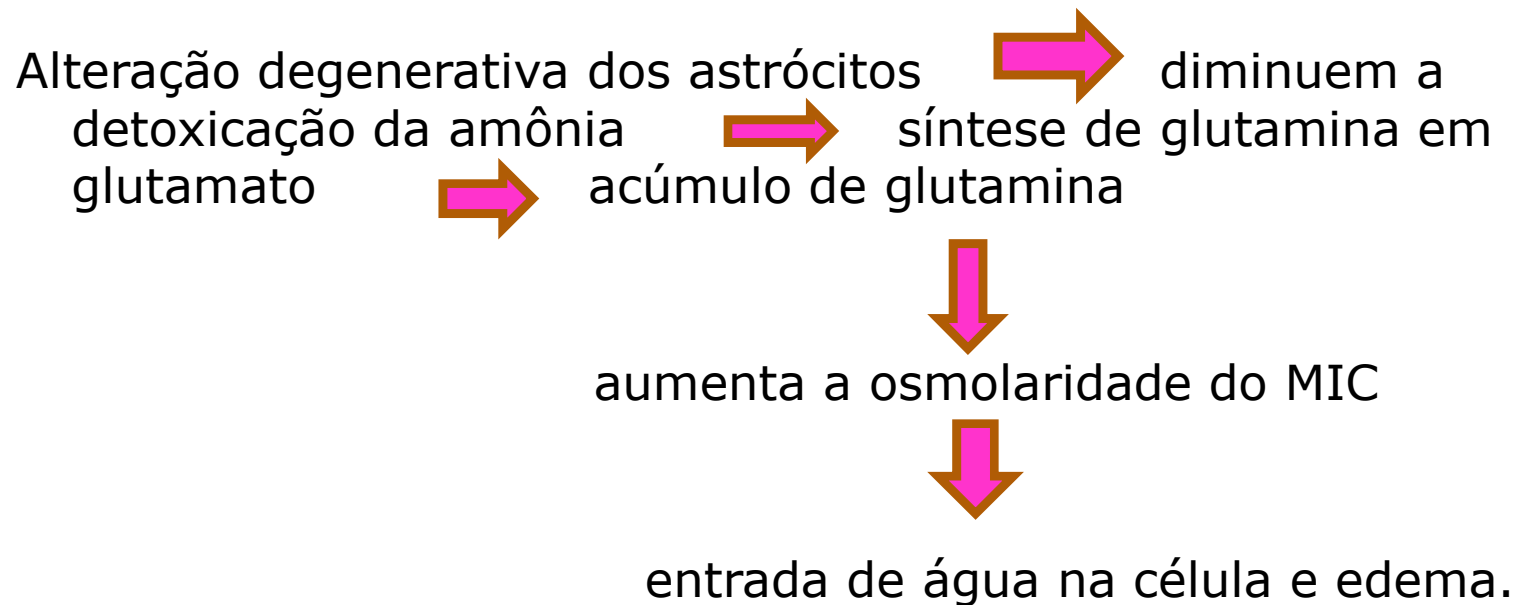 Alteração degenerativa dos astrócitos diminuem a
detoxicação da amônia síntese de glutamina em
glutamato acúmulo de glutamina
aumenta a osmolaridade do MIC
entrada de água na célula e edema.